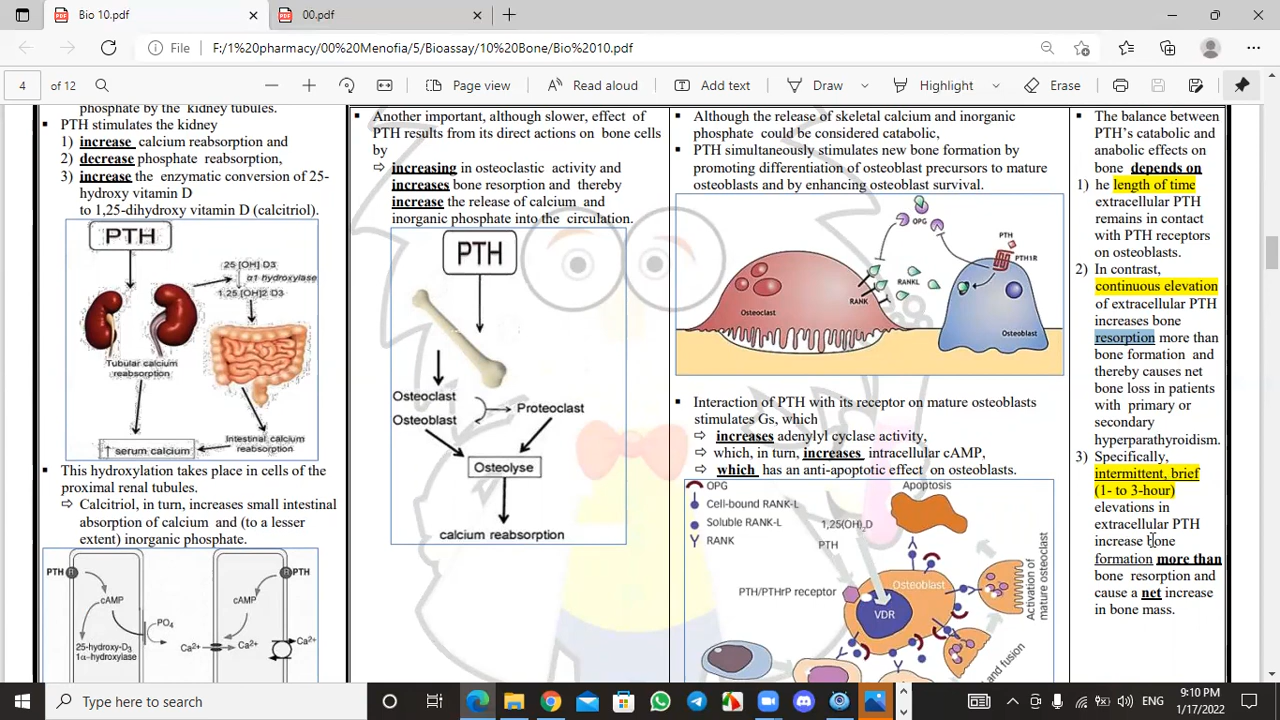 Bio 10.pdf
00.pdf
File
F:/1%20pharmacy/00%20Menofia/5/Bioassay/10%20Bone/Bio%2010.pdf
4
of 12
Page view
Read aloud
Add text
Draw
Highlight
Erase
phosphate by the kidney tubules.
▪ PTH stimulates the kidney
1) increase calcium reabsorption and
2) decrease phosphate reabsorption,
3) increase the enzymatic conversion of 25-
hydroxy vitamin D
to 1,25-dihydroxy vitamin D (calcitriol).
PTH
25 [OH] D3
α1 hydroxylase
1.25 [OH]2 D3
Tubular calcium
reabsorption
↑ serum calcium
Intestinal calcium
reabsorption
▪ This hydroxylation takes place in cells of the
proximal renal tubules.
⇨ Calcitriol, in turn, increases small intestinal
absorption of calcium and (to a lesser
extent) inorganic phosphate.
PTH
cAMP
PO4
25-hydroxy-D3
1α-hydroxylase
PTH
cAMP
Ca2+
Ca2+
Ca2+
▪ Another important, although slower, effect of
PTH results from its direct actions on bone cells
by
⇨ increasing in osteoclastic activity and
increases bone resorption and thereby
increase the release of calcium and
inorganic phosphate into the circulation.
PTH
Osteoclast
Osteoblast
Proteoclast
Osteolyse
calcium reabsorption
▪ Although the release of skeletal calcium and inorganic
phosphate could be considered catabolic,
▪ PTH simultaneously stimulates new bone formation by
promoting differentiation of osteoblast precursors to mature
osteoblasts and by enhancing osteoblast survival.
OPG
PTH
PTH1R
RANKL
RANK
Osteoclast
Osteoblast
▪ Interaction of PTH with its receptor on mature osteoblasts
stimulates Gs, which
⇨ increases adenylyl cyclase activity,
⇨ which, in turn, increases intracellular cAMP,
⇨ which has an anti-apoptotic effect on osteoblasts.
OPG
Cell-bound RANK-L
Soluble RANK-L
RANK
Apoptosis
1,25(OH)2D
PTH
PTH/PTHrP receptor
Osteoblast
VDR
Activation of
mature osteoclast
and fusion
▪ The balance between
PTH's catabolic and
anabolic effects on
bone depends on
1) he length of time
extracellular PTH
remains in contact
with PTH receptors
on osteoblasts.
2) In contrast,
continuous elevation
of extracellular PTH
increases bone
resorption more than
bone formation and
thereby causes net
bone loss in patients
with primary or
secondary
hyperparathyroidism.
3) Specifically,
intermittent, brief
(1- to 3-hour)
elevations in
extracellular PTH
increase bone
formation more than
bone resorption and
cause a net increase
in bone mass.
Type here to search
ENG
9:10 PM
1/17/2022